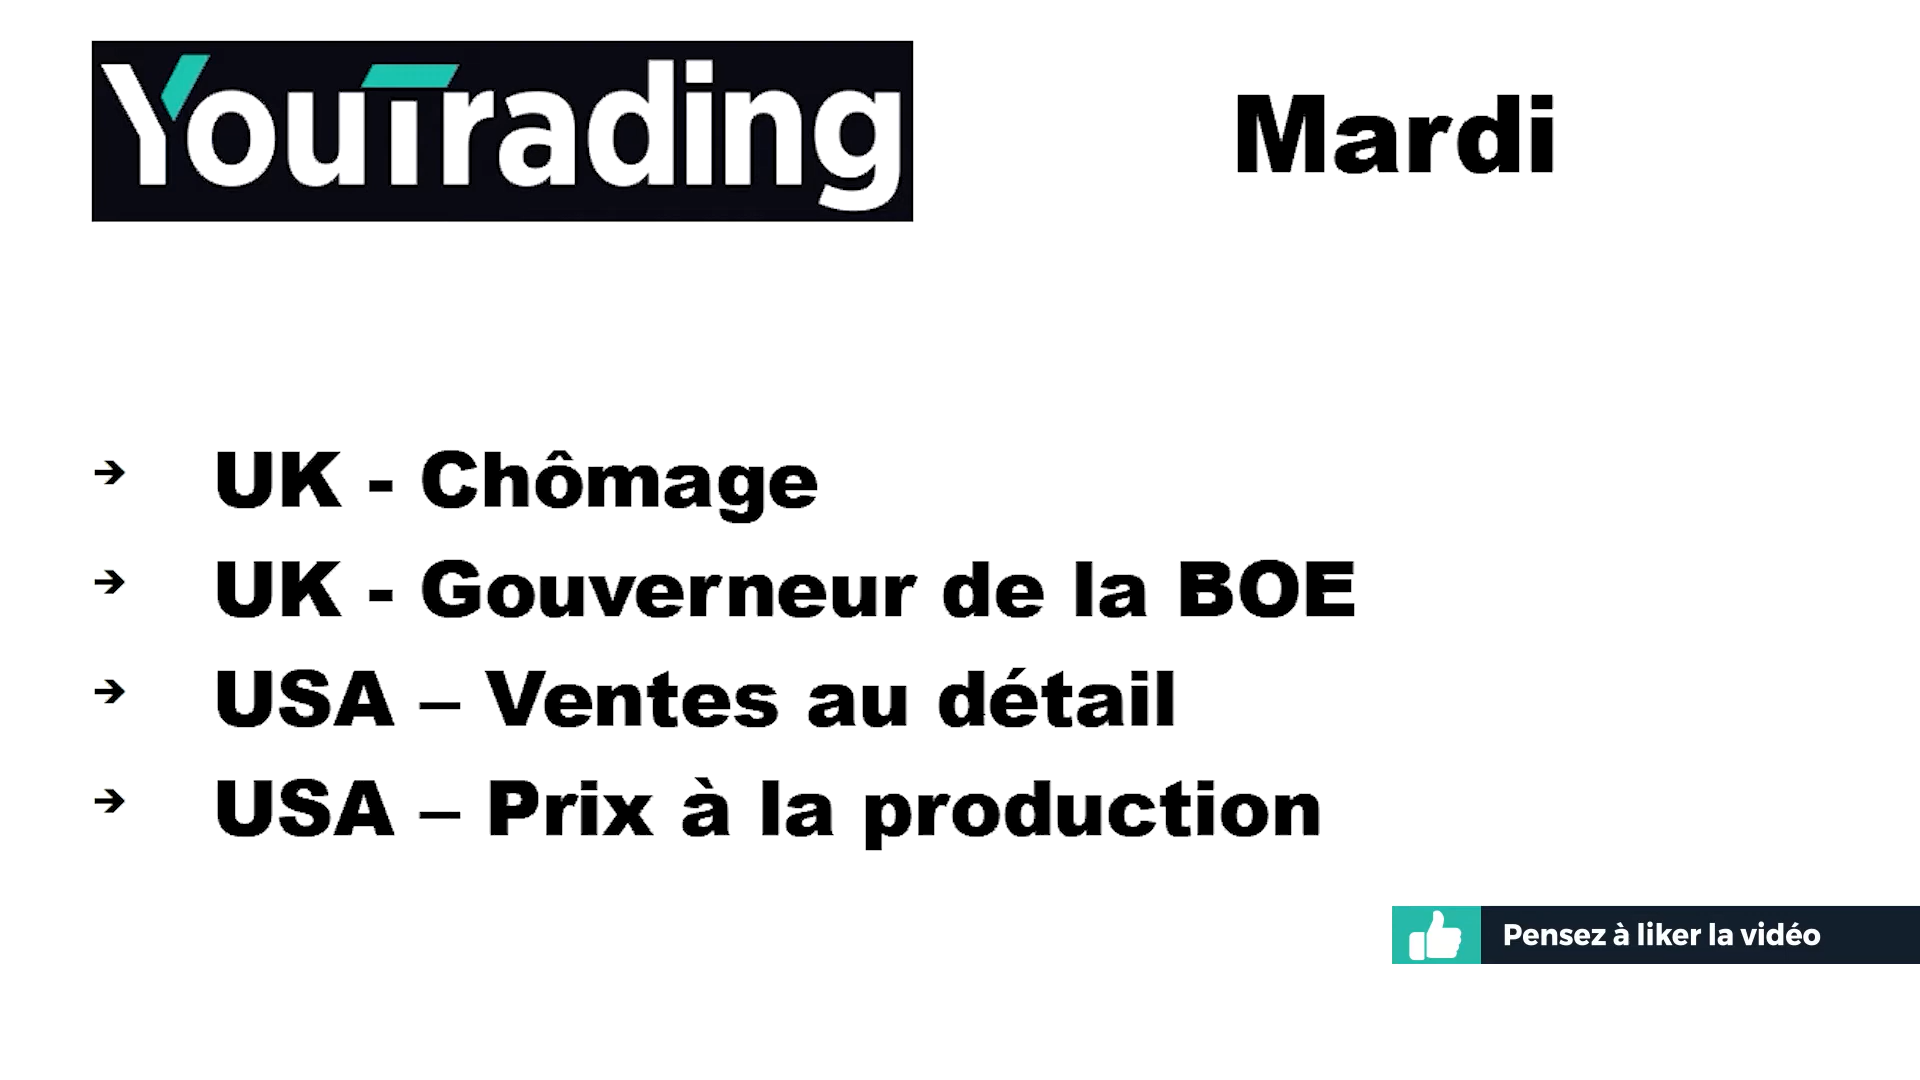 YouTrading
Mardi
➔ UK - Chômage
➔ UK - Gouverneur de la BOE
➔ USA – Ventes au détail
➔ USA – Prix à la production
Pensez à liker la vidéo